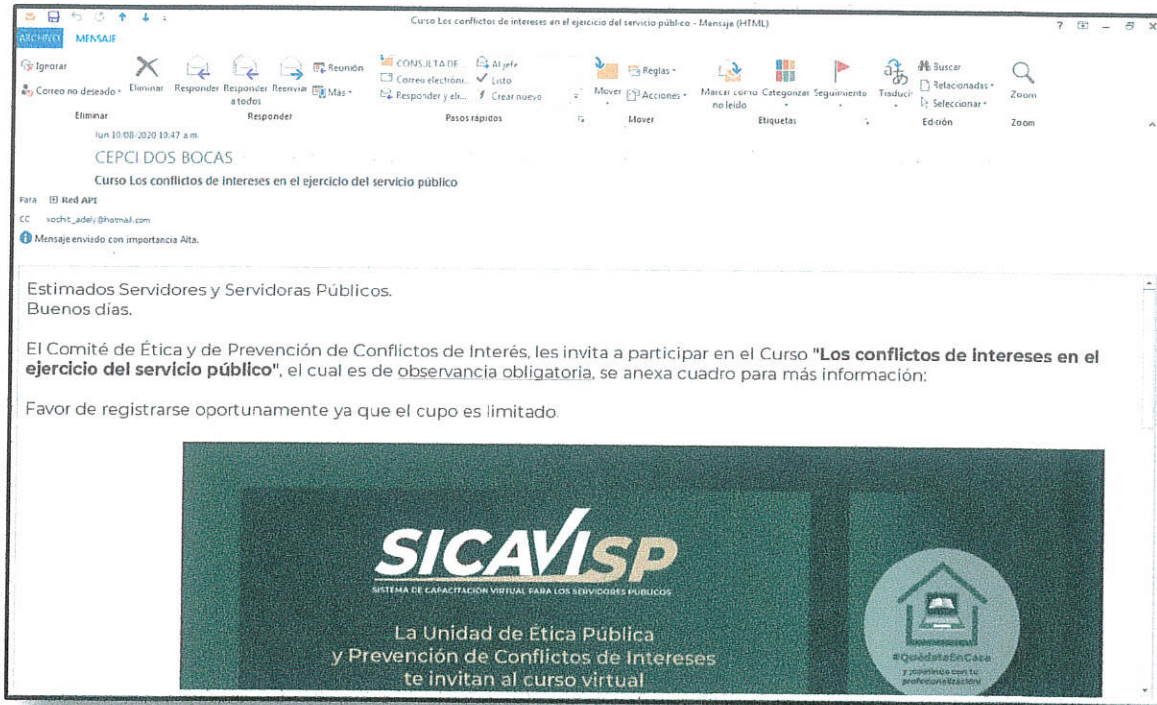 Curso Los conflictos de intereses en el ejercicio del servicio público - Mensaje (HTML)
ARCHIVO MENSAJE
Ignorar
Correo no deseado
Eliminar
Responder
Responder a todos
Reenviar
Reunión
Más
CONSULTA DE ...
Correo electróni...
Responder y eli...
Al jefe
Listo
Crear nuevo
Mover
Reglas
Acciones
Marcar como no leído
Categorizar
Seguimiento
Traducir
Buscar
Relacionadas
Seleccionar
Zoom
Eliminar Responder Pasos rápidos Mover Etiquetas Edición Zoom
lun 10/08/2020 10:47 a.m.
CEPCI DOS BOCAS
Curso Los conflictos de intereses en el ejercicio del servicio público
Para Red API
CC
Mensaje enviado con importancia Alta.
Estimados Servidores y Servidoras Públicos.
Buenos días.
El Comité de Ética y de Prevención de Conflictos de Interés, les invita a participar en el Curso "Los conflictos de intereses en el
ejercicio del servicio público", el cual es de observancia obligatoria, se anexa cuadro para más información:
Favor de registrarse oportunamente ya que el cupo es limitado.
SICAVISP
SISTEMA DE CAPACITACIÓN VIRTUAL PARA LOS SERVIDORES PÚBLICOS
La Unidad de Ética Pública
y Prevención de Conflictos de Intereses
te invitan al curso virtual
#QuédateEnCasa
y ¡continúa con tu
profesionalización!